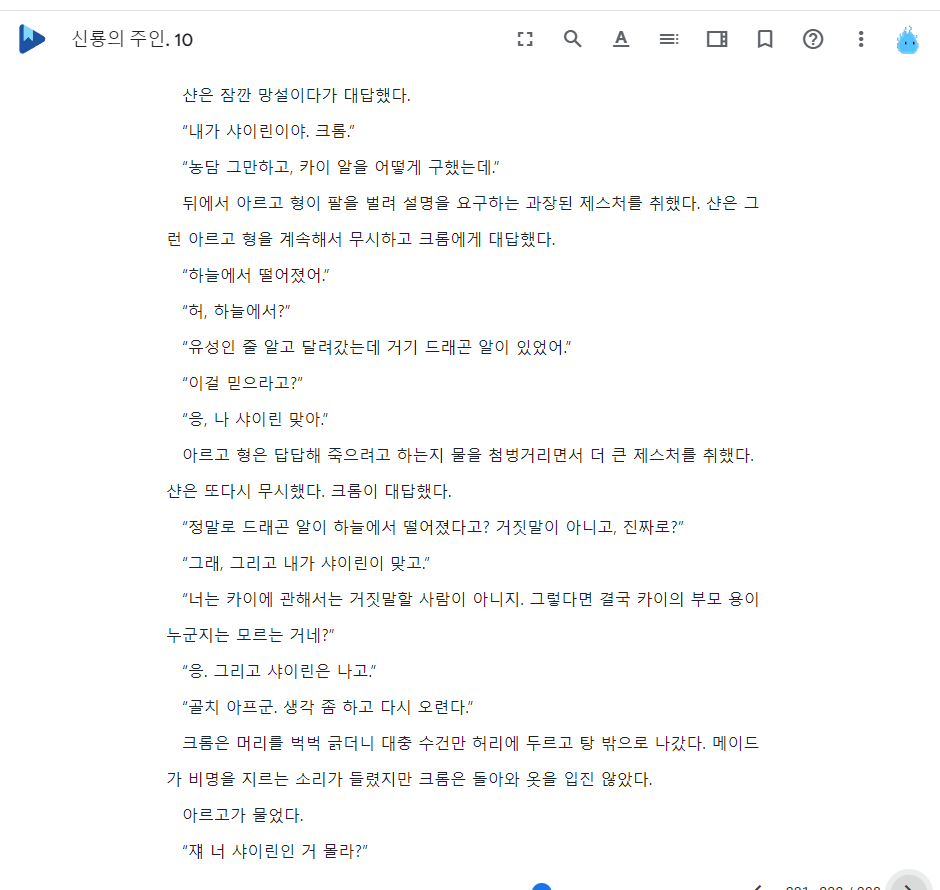 신룡의 주인. 10
샨은 잠깐 망설이다가 대답했다.
“내가 샤이린이야. 크롬.”
“농담 그만하고, 카이 알을 어떻게 구했는데.”
뒤에서 아르고 형이 팔을 벌려 설명을 요구하는 과장된 제스처를 취했다. 샨은 그
런 아르고 형을 계속해서 무시하고 크롬에게 대답했다.
“하늘에서 떨어졌어.”
“허, 하늘에서?”
“유성인 줄 알고 달려갔는데 거기 드래곤 알이 있었어.”
“이걸 믿으라고?”
“응, 나 샤이린 맞아.”
아르고 형은 답답해 죽으려고 하는지 물을 첨벙거리면서 더 큰 제스처를 취했다.
샨은 또다시 무시했다. 크롬이 대답했다.
“정말로 드래곤 알이 하늘에서 떨어졌다고? 거짓말이 아니고, 진짜로?”
“그래, 그리고 내가 샤이린이 맞고.”
“너는 카이에 관해서는 거짓말할 사람이 아니지. 그렇다면 결국 카이의 부모 용이
누군지는 모르는 거네?”
“응. 그리고 샤이린은 나고.”
“골치 아프군. 생각 좀 하고 다시 오련다.”
크롬은 머리를 벅벅 긁더니 대충 수건만 허리에 두르고 탕 밖으로 나갔다. 메이드
가 비명을 지르는 소리가 들렸지만 크롬은 돌아와 옷을 입진 않았다.
아르고가 물었다.
“쟤 너 샤이린인 거 몰라?”